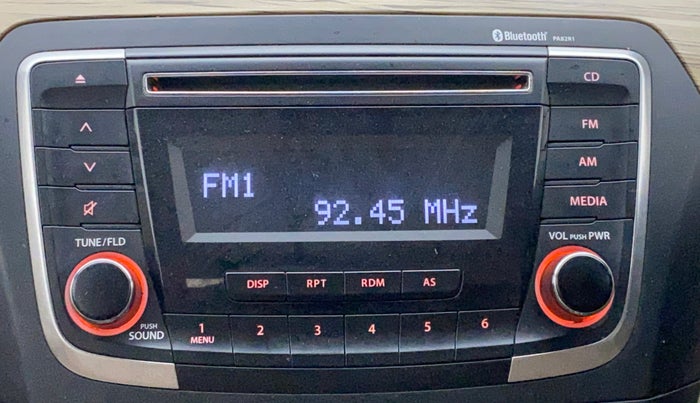 Bluetooth PA82R1
CD
FM
AM
MEDIA
FM1
92.45 MHz
TUNE/FLD
VOL PUSH PWR
DISP RPT RDM AS
PUSH
SOUND
1 2 3 4 5 6
MENU